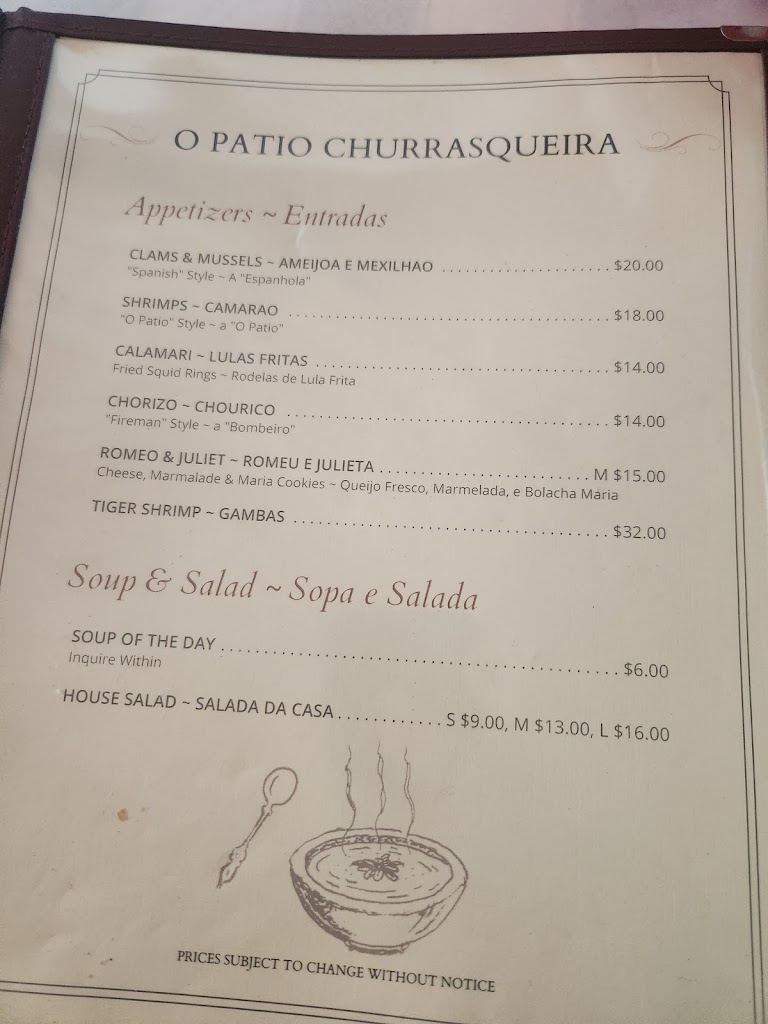 O PATIO CHURRASQUEIRA
Appetizers ~ Entradas
CLAMS & MUSSELS ~ AMEIJOA E MEXILHAO ..................... $20.00
"Spanish" Style ~ A "Espanhola"
SHRIMPS ~ CAMARAO ........................................ $18.00
"O Patio" Style ~ a "O Patio"
CALAMARI ~ LULAS FRITAS ..................................... $14.00
Fried Squid Rings ~ Rodelas de Lula Frita
CHORIZO ~ CHOURICO ........................................ $14.00
"Fireman" Style ~ a "Bombeiro"
ROMEO & JULIET ~ ROMEU E JULIETA .......................... M $15.00
Cheese, Marmalade & Maria Cookies ~ Queijo Fresco, Marmelada, e Bolacha Maria
TIGER SHRIMP ~ GAMBAS ....................................... $32.00
Soup & Salad ~ Sopa e Salada
SOUP OF THE DAY ................................................ $6.00
Inquire Within
HOUSE SALAD ~ SALADA DA CASA ............ S $9.00, M $13.00, L $16.00
PRICES SUBJECT TO CHANGE WITHOUT NOTICE